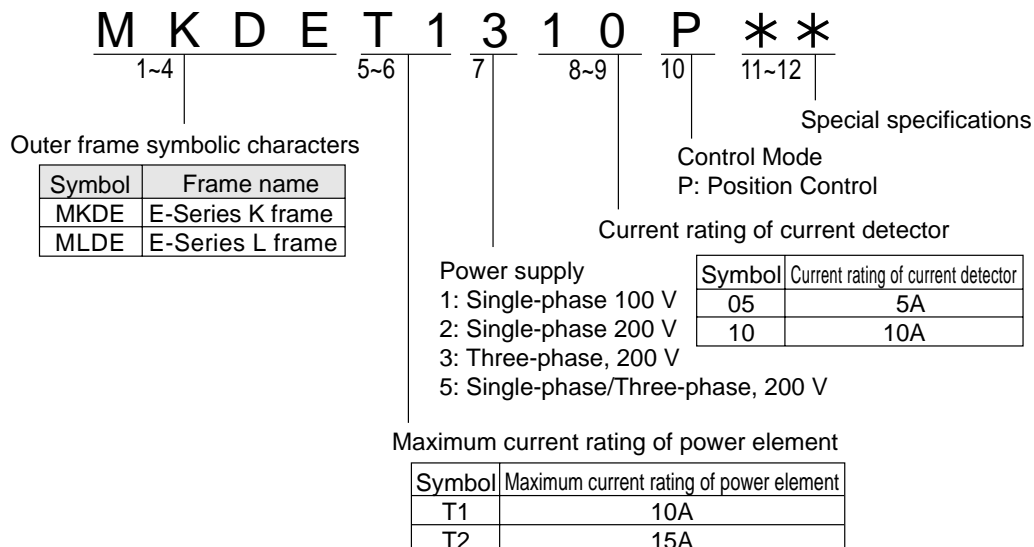 M K D E T 1 3 1 0 P * *
1~4 5~6 7 8~9 10 11~12
Special specifications
Outer frame symbolic characters
Symbol Frame name
MKDE E-Series K frame
MLDE E-Series L frame
Control Mode
P: Position Control
Current rating of current detector
Symbol Current rating of current detector
05 5A
10 10A
Power supply
1: Single-phase 100 V
2: Single-phase 200 V
3: Three-phase, 200 V
5: Single-phase/Three-phase, 200 V
Maximum current rating of power element
Symbol Maximum current rating of power element
T1 10A
T2 15A